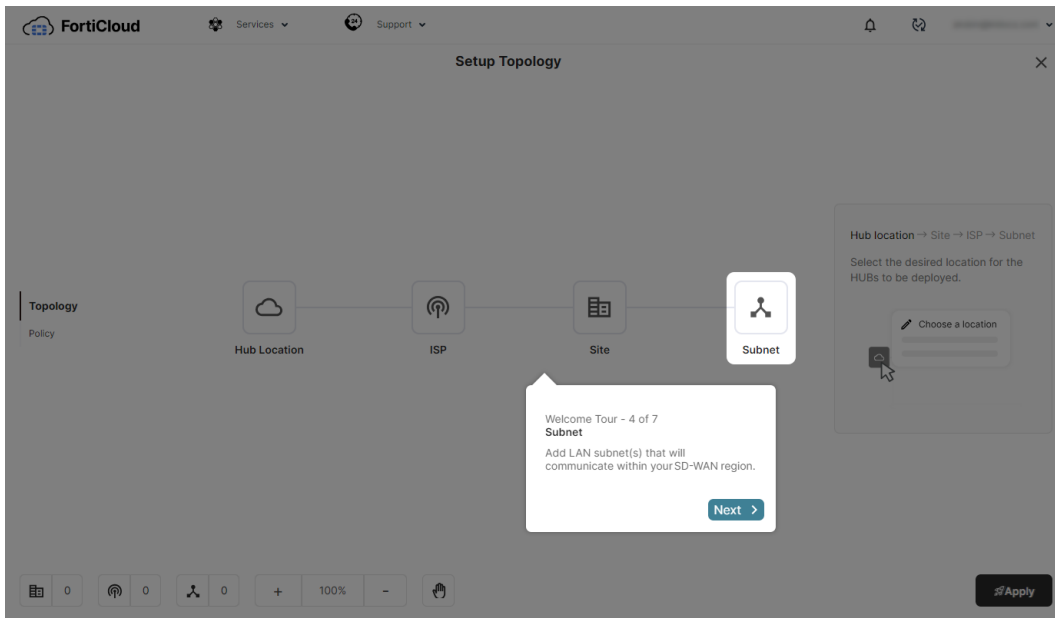 FortiCloud
Services
24
Support
Setup Topology
Hub location → Site → ISP → Subnet
Select the desired location for the
HUBs to be deployed.
Choose a location
Topology
Policy
Hub Location
ISP
Site
Subnet
Welcome Tour - 4 of 7
Subnet
Add LAN subnet(s) that will
communicate within your SD-WAN region.
Next
0
0
0
+
100%
-
Apply